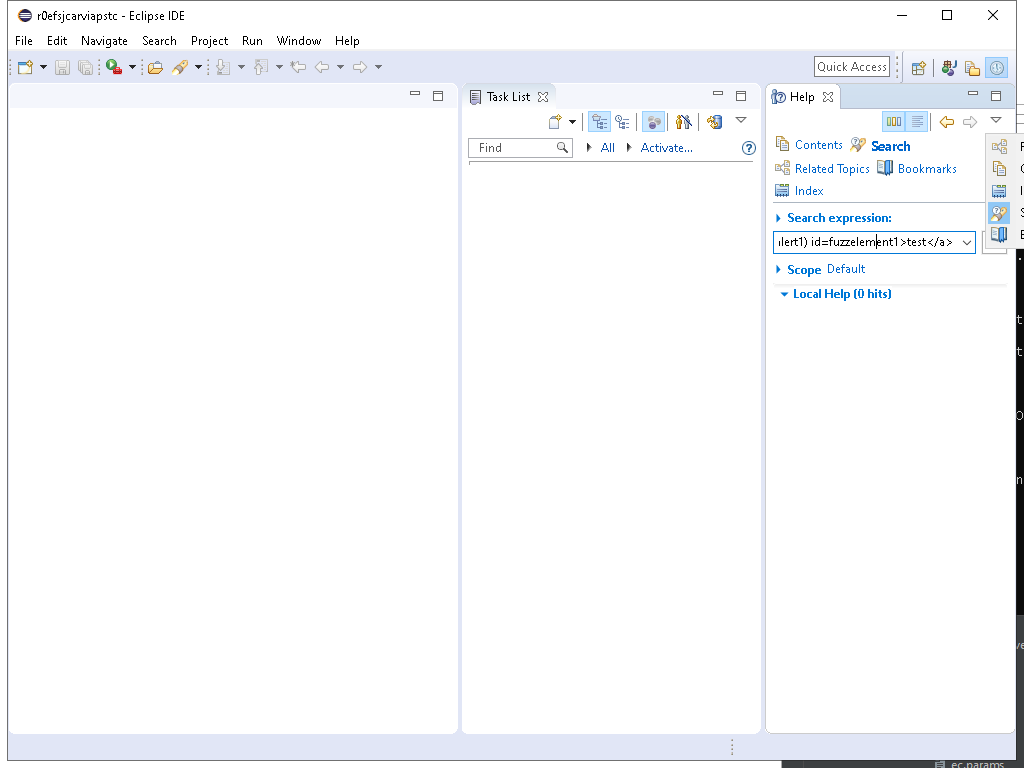 r0efsjcarviapstc - Eclipse IDE
File Edit Navigate Search Project Run Window Help
Quick Access
Task List
Help
Find
All
Activate...
Contents
Search
Related Topics
Bookmarks
Index
Search expression:
ilert1) id=fuzzelement1>test</a>
Scope Default
Local Help (0 hits)
ec.params